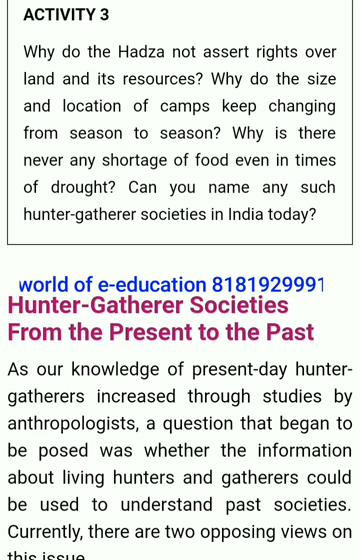 ACTIVITY 3
Why do the Hadza not assert rights over
land and its resources? Why do the size
and location of camps keep changing
from season to season? Why is there
never any shortage of food even in times
of drought? Can you name any such
hunter-gatherer societies in India today?
world of e-education 8181929991
Hunter-Gatherer Societies
From the Present to the Past
As our knowledge of present-day hunter-
gatherers increased through studies by
anthropologists, a question that began to
be posed was whether the information
about living hunters and gatherers could
be used to understand past societies.
Currently, there are two opposing views on
this issue